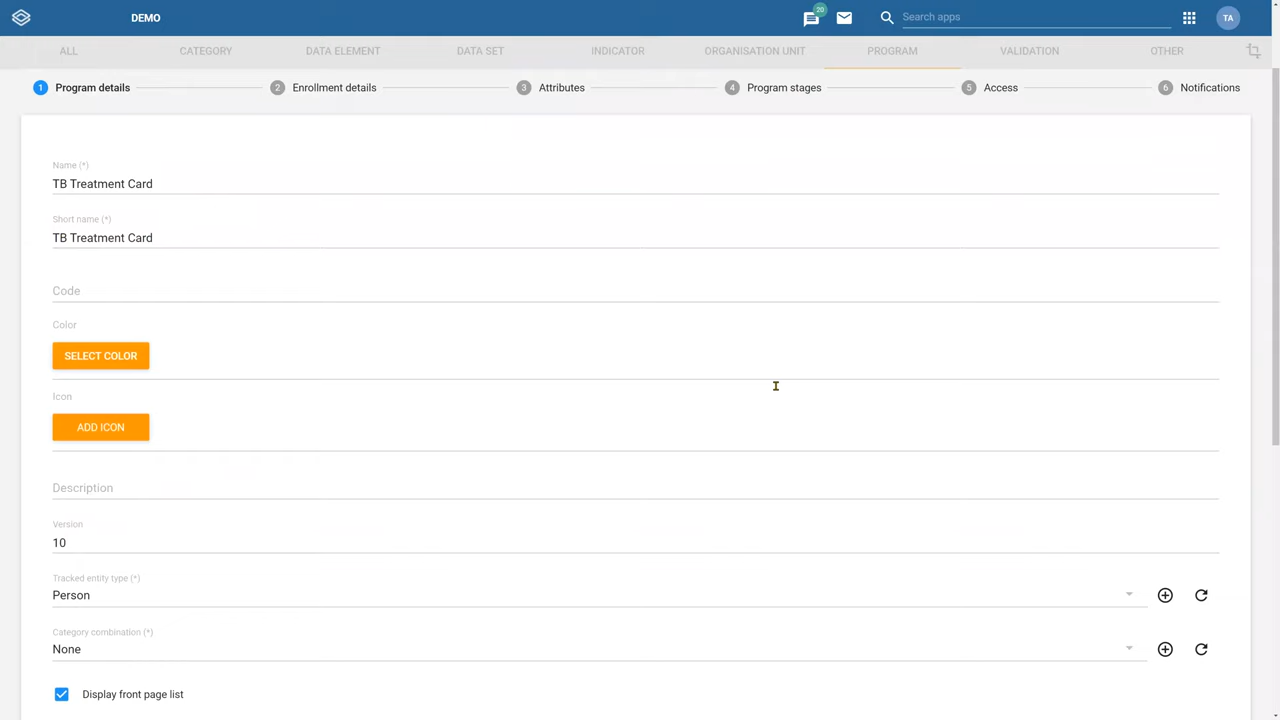 DEMO
20
Search apps
TA
ALL CATEGORY DATA ELEMENT DATA SET INDICATOR ORGANISATION UNIT PROGRAM VALIDATION OTHER
1 Program details 2 Enrollment details 3 Attributes 4 Program stages 5 Access 6 Notifications
Name (*)
TB Treatment Card
Short name (*)
TB Treatment Card
Code
Color
SELECT COLOR
Icon
ADD ICON
Description
Version
10
Tracked entity type (*)
Person
Category combination (*)
None
Display front page list